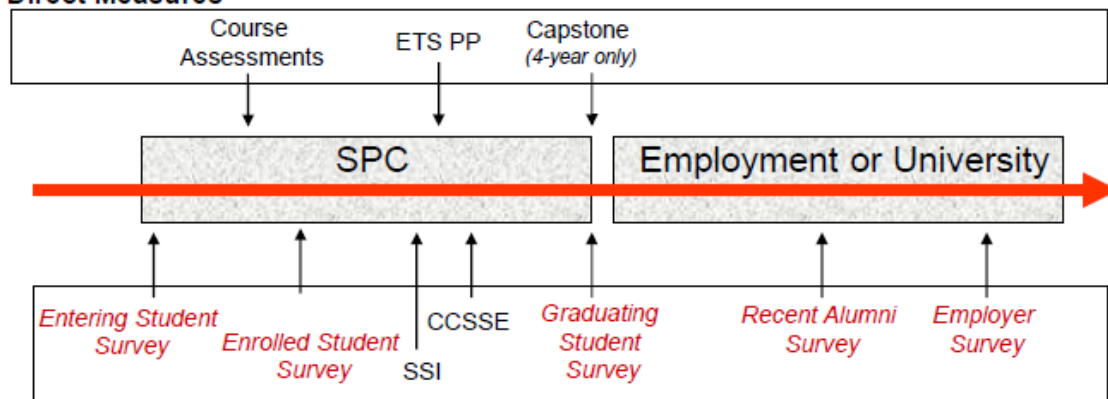 Direct Measures
Course
Assessments
ETS PP
Capstone
(4-year only)
SPC
Employment or University
Entering Student
Survey
Enrolled Student
Survey
SSI
CCSSE
Graduating
Student
Survey
Recent Alumni
Survey
Employer
Survey